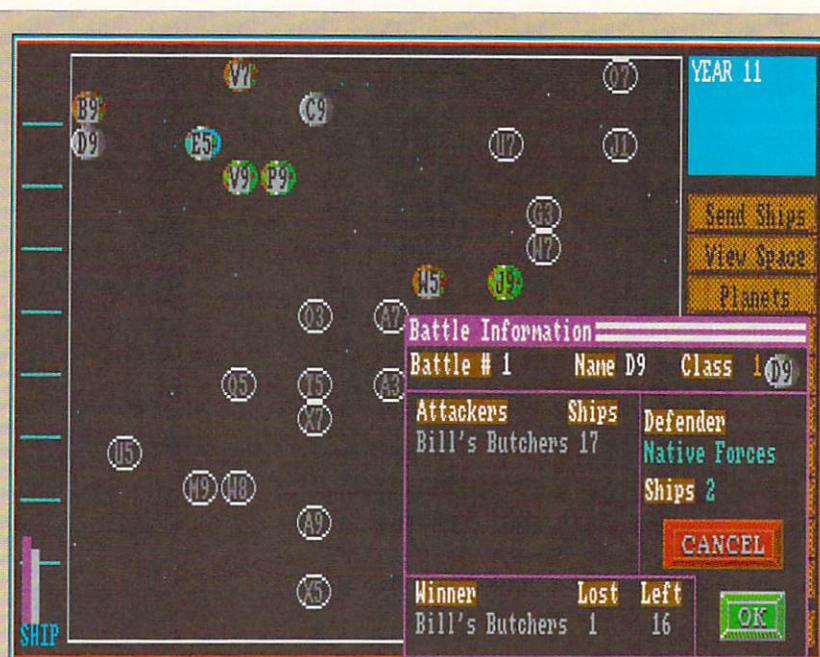 V7
O7
YEAR 11
B9
C9
D9
E5
U7
J1
V9
P9
G3
Send Ships
W7
View Space
W5
J9
Planets
O3
A7
Battle Information
Battle # 1 Name D9 Class 1 D9
Q5
T5
A3
Attackers Ships
Defender
X7
Bill's Butchers 17
Native Forces
U5
Ships 2
M9
W8
A9
CANCEL
X5
Winner Lost Left
Bill's Butchers 1 16
OK
SHIP